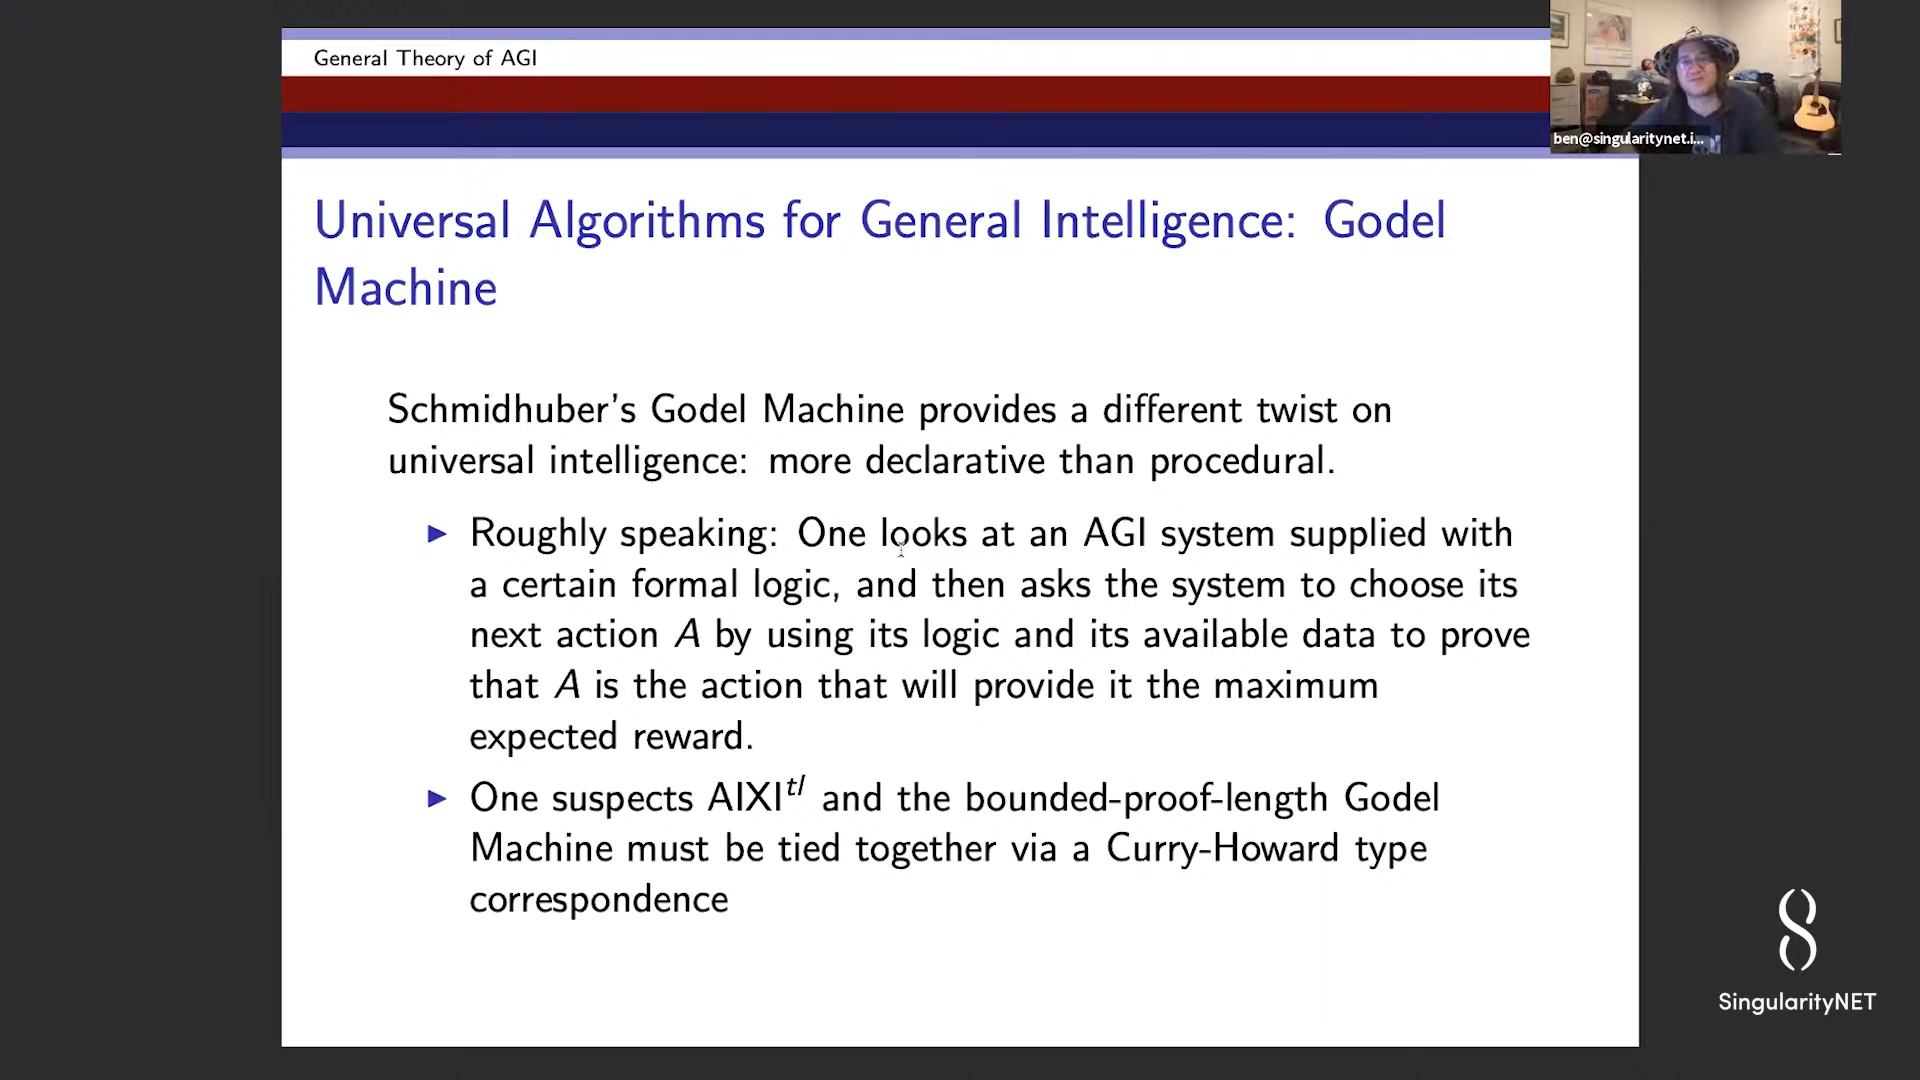 General Theory of AGI
ben@singularitynet.i...
Universal Algorithms for General Intelligence: Godel
Machine
Schmidhuber's Godel Machine provides a different twist on
universal intelligence: more declarative than procedural.
▶ Roughly speaking: One looks at an AGI system supplied with
a certain formal logic, and then asks the system to choose its
next action A by using its logic and its available data to prove
that A is the action that will provide it the maximum
expected reward.
▶ One suspects AIXI^tl and the bounded-proof-length Godel
Machine must be tied together via a Curry-Howard type
correspondence
SingularityNET